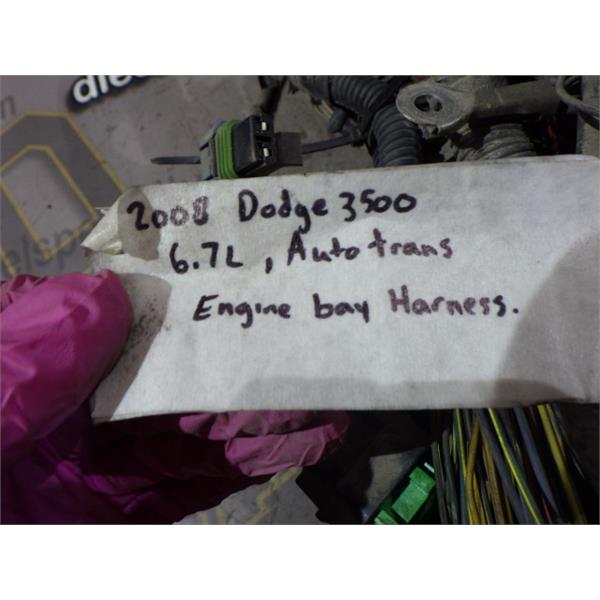 2008 Dodge 3500
6.7L, Auto trans
Engine bay Harness.